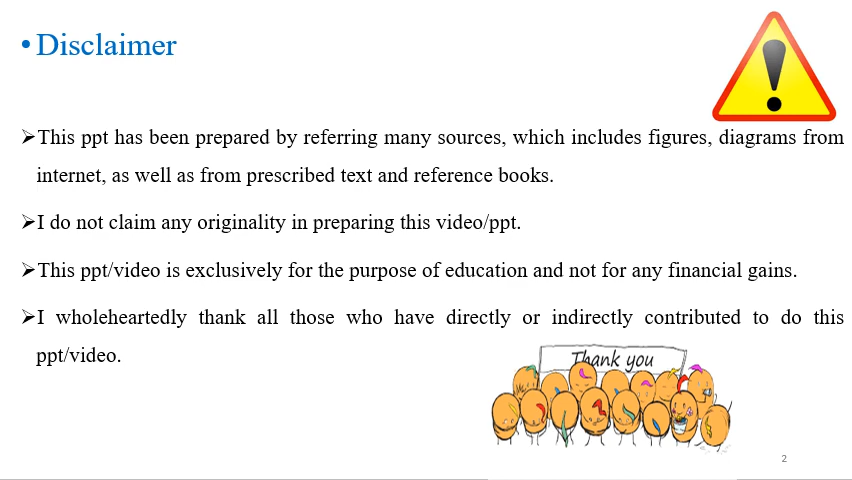 • Disclaimer
➢This ppt has been prepared by referring many sources, which includes figures, diagrams from
internet, as well as from prescribed text and reference books.
➢I do not claim any originality in preparing this video/ppt.
➢This ppt/video is exclusively for the purpose of education and not for any financial gains.
➢I wholeheartedly thank all those who have directly or indirectly contributed to do this
ppt/video.
Thank you
2